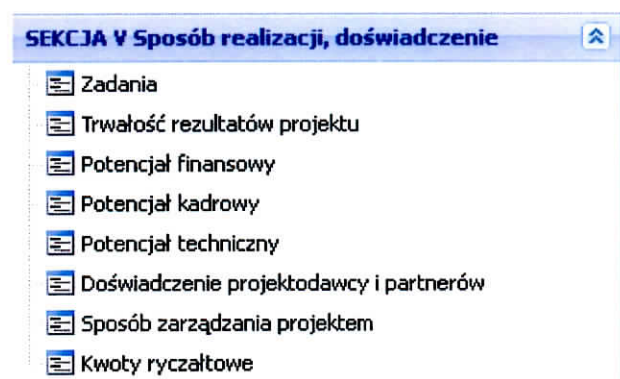 SEKCJA V Sposób realizacji, doświadczenie
Zadania
Trwałość rezultatów projektu
Potencjał finansowy
Potencjał kadrowy
Potencjał techniczny
Doświadczenie projektodawcy i partnerów
Sposób zarządzania projektem
Kwoty ryczałtowe